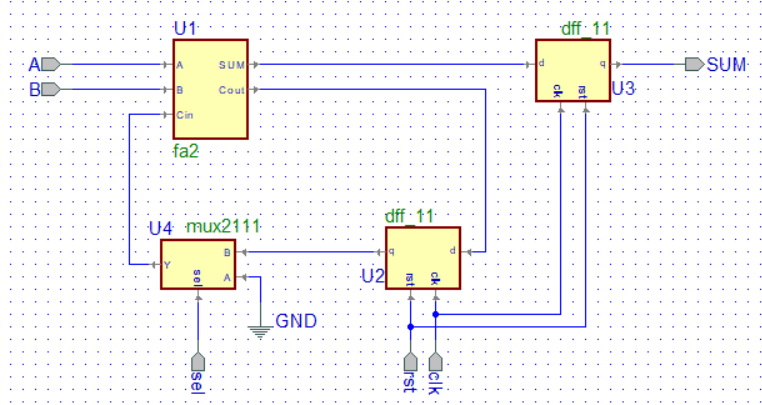 U1
dff_11
A
A
SUM
d
q
SUM
B
B
Cout
clk
rst
U3
Cin
fa2
dff_11
U4
mux2111
B
q
d
Y
A
sel
U2
rst
clk
GND
sel
rst
clk